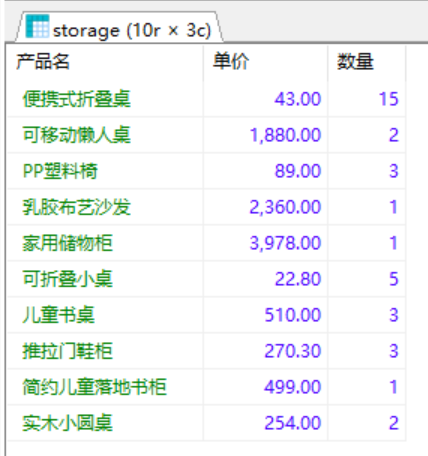 storage (10r × 3c)
产品名 单价 数量
便携式折叠桌 43.00 15
可移动懒人桌 1,880.00 2
PP塑料椅 89.00 3
乳胶布艺沙发 2,360.00 1
家用储物柜 3,978.00 1
可折叠小桌 22.80 5
儿童书桌 510.00 3
推拉门鞋柜 270.30 3
简约儿童落地书柜 499.00 1
实木小圆桌 254.00 2